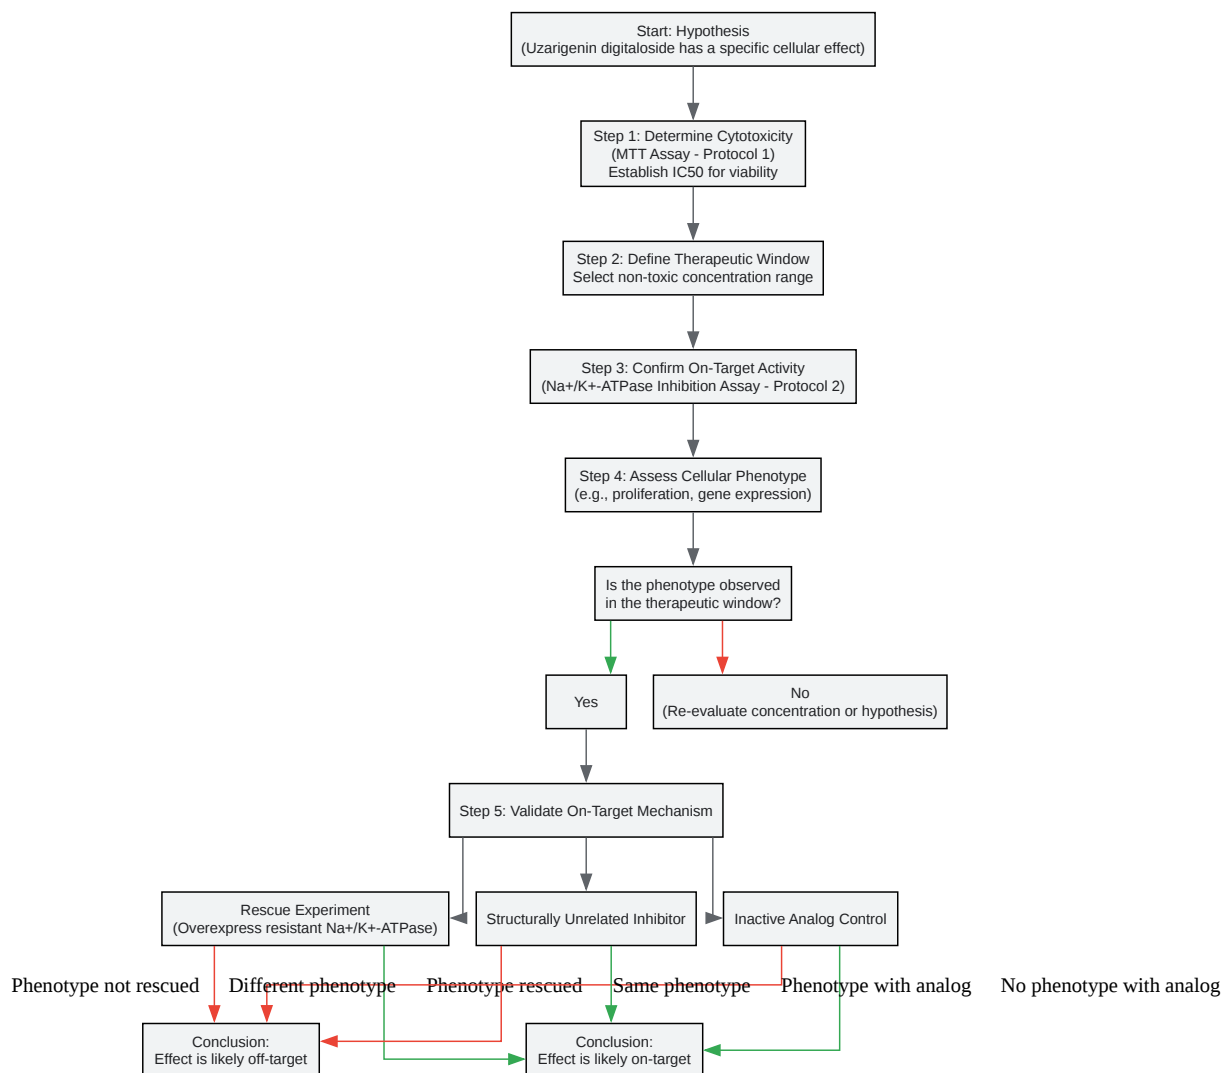 Start: Hypothesis
(Uzarigenin digitaloside has a specific cellular effect)
Step 1: Determine Cytotoxicity
(MTT Assay - Protocol 1)
Establish IC50 for viability
Step 2: Define Therapeutic Window
Select non-toxic concentration range
Step 3: Confirm On-Target Activity
(Na+/K+-ATPase Inhibition Assay - Protocol 2)
Step 4: Assess Cellular Phenotype
(e.g., proliferation, gene expression)
Is the phenotype observed
in the therapeutic window?
Yes
No
(Re-evaluate concentration or hypothesis)
Step 5: Validate On-Target Mechanism
Rescue Experiment
(Overexpress resistant Na+/K+-ATPase)
Structurally Unrelated Inhibitor
Inactive Analog Control
Phenotype not rescued
Different phenotype
Phenotype rescued
Same phenotype
Phenotype with analog
No phenotype with analog
Conclusion:
Effect is likely off-target
Conclusion:
Effect is likely on-target